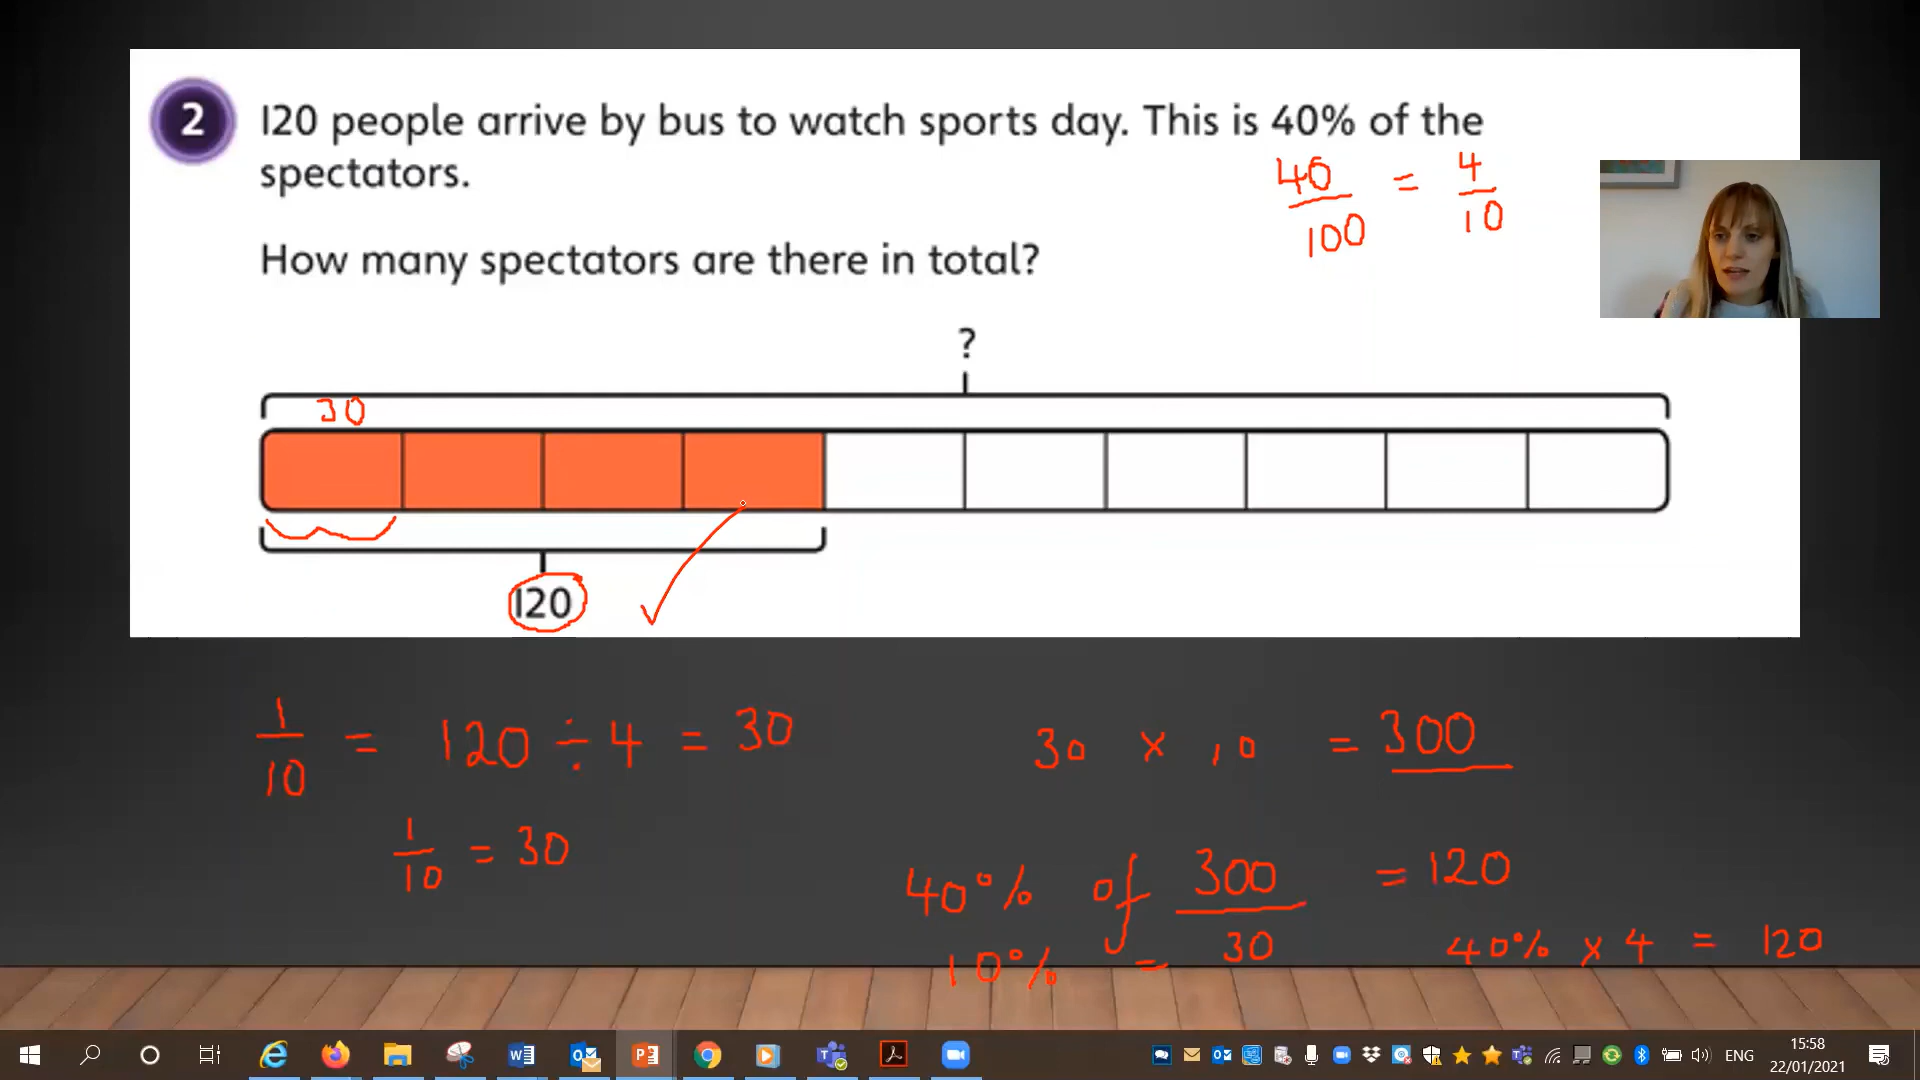 2
120 people arrive by bus to watch sports day. This is 40% of the
spectators.
40/100 = 4/10
How many spectators are there in total?
?
30
120
1/10 = 120 ÷ 4 = 30
30 x 10 = 300
1/10 = 30
40% of 300 = 120
10% = 30
40% x 4 = 120
15:58
ENG
22/01/2021